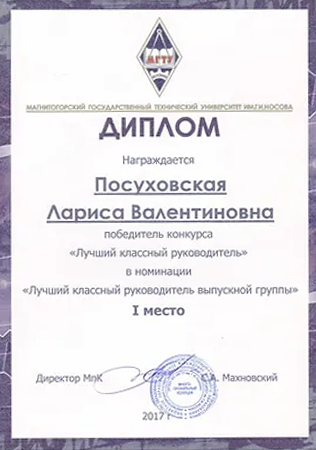 МГТУ
МАГНИТОГОРСКИЙ ГОСУДАРСТВЕННЫЙ ТЕХНИЧЕСКИЙ УНИВЕРСИТЕТ ИМ.Г.И.НОСОВА
ДИПЛОМ
Награждается
Посуховская
Лариса Валентиновна
победитель конкурса
«Лучший классный руководитель»
в номинации
«Лучший классный руководитель выпускной группы»
I место
Директор МпК С.А. Махновский
2017 г